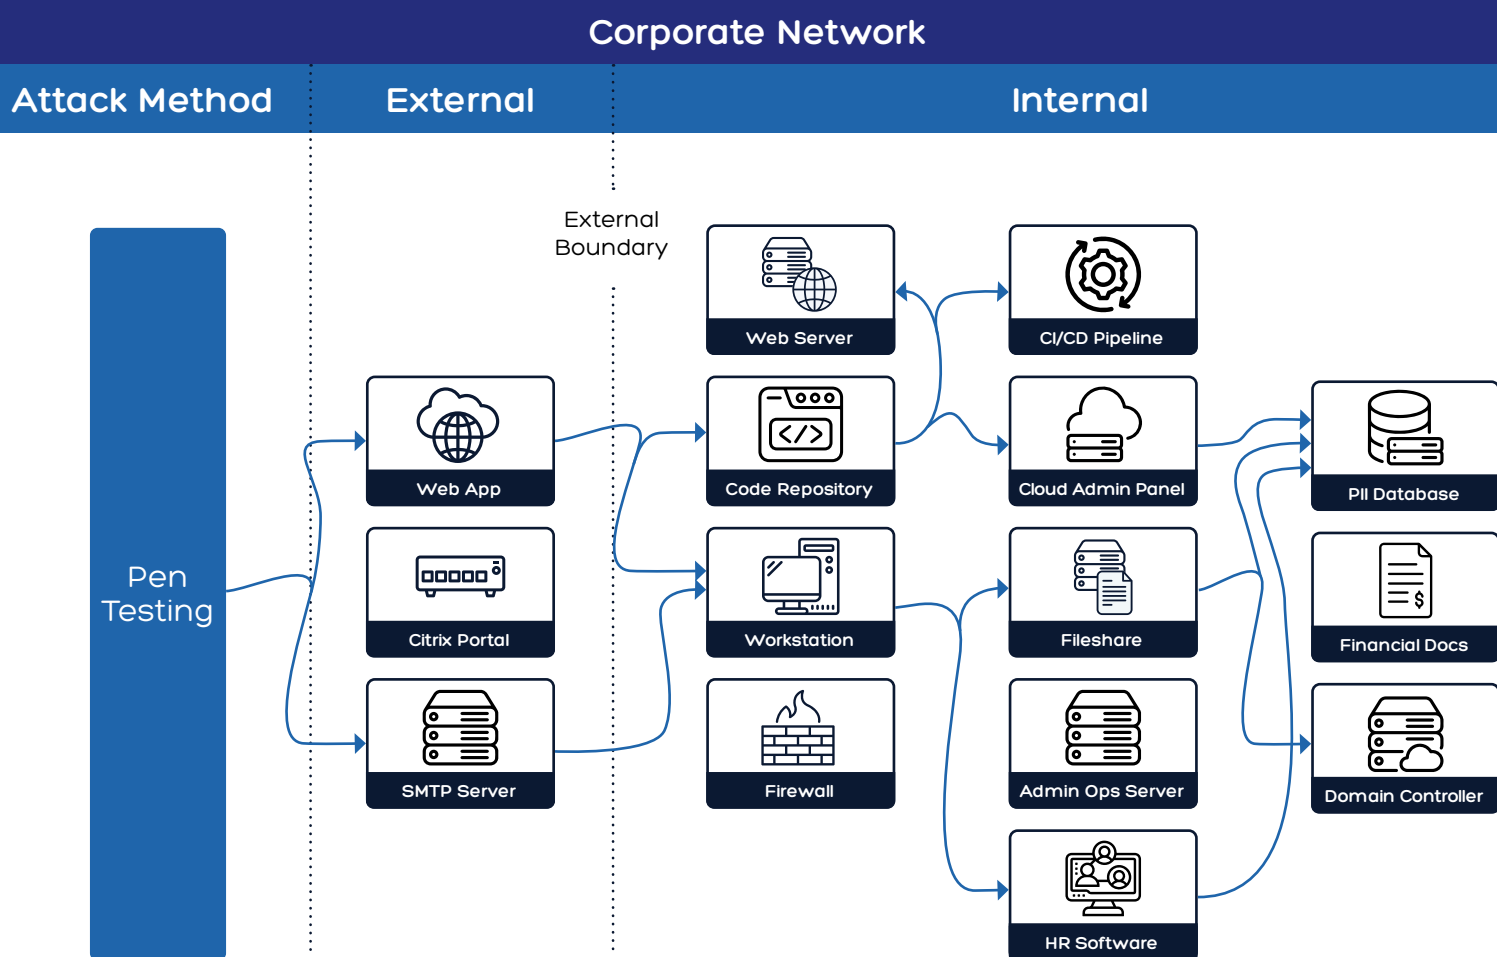 Corporate Network
Attack Method
External
Internal
External
Boundary
Pen
Testing
Web App
Citrix Portal
SMTP Server
Web Server
Code Repository
Workstation
Firewall
CI/CD Pipeline
Cloud Admin Panel
Fileshare
Admin Ops Server
HR Software
PII Database
$
Financial Docs
Domain Controller